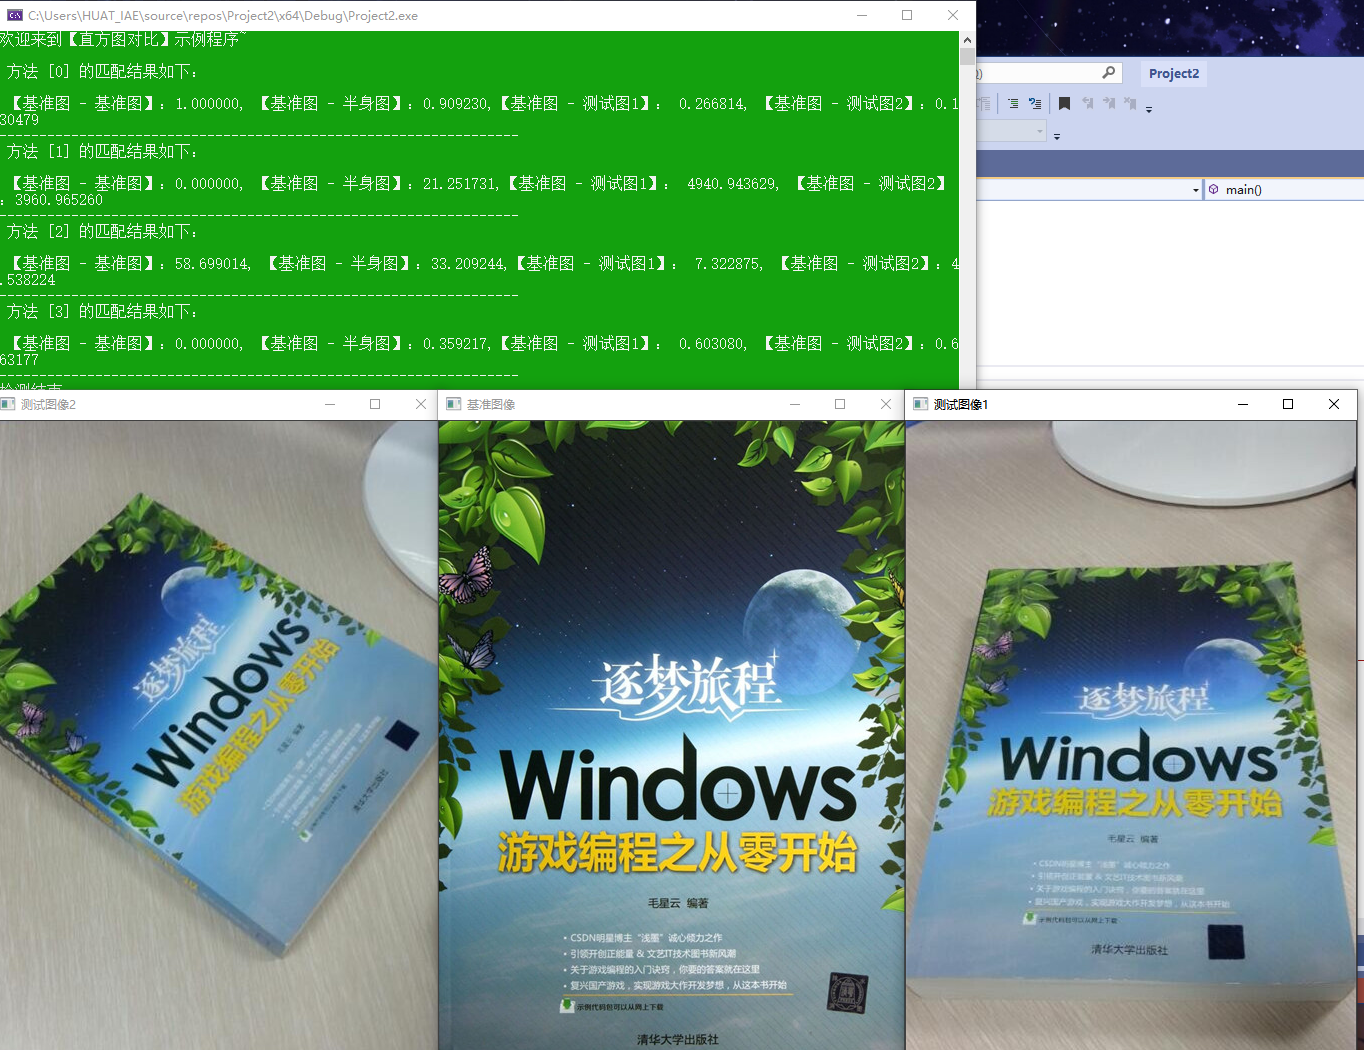 C:\Users\HUAT_IAE\source\repos\Project2\x64\Debug\Project2.exe
欢迎来到【直方图对比】示例程序~
方法 [0] 的匹配结果如下：
【基准图 - 基准图】：1.000000, 【基准图 - 半身图】：0.909230,【基准图 - 测试图1】： 0.266814, 【基准图 - 测试图2】：0.1
30479
方法 [1] 的匹配结果如下：
【基准图 - 基准图】：0.000000, 【基准图 - 半身图】：21.251731,【基准图 - 测试图1】： 4940.943629, 【基准图 - 测试图2】
：3960.965260
方法 [2] 的匹配结果如下：
【基准图 - 基准图】：58.699014, 【基准图 - 半身图】：33.209244,【基准图 - 测试图1】： 7.322875, 【基准图 - 测试图2】：4
.538224
方法 [3] 的匹配结果如下：
【基准图 - 基准图】：0.000000, 【基准图 - 半身图】：0.359217,【基准图 - 测试图1】： 0.603080, 【基准图 - 测试图2】：0.6
63177
Project2
main()
测试图像2
逐梦旅程
Windows
游戏编程之从零开始
毛星云 编著
清华大学出版社
基准图像
逐梦旅程
Windows
游戏编程之从零开始
毛星云 编著
• CSDN明星博主“浅墨”诚心倾力之作
• 引领开创正能量 & 文艺IT技术图书新风潮
• 关于游戏编程的入门诀窍，你要的答案就在这里
• 复兴国产游戏，实现游戏大作开发梦想，从这本书开始
示例代码包可以从网上下载
清华大学出版社
测试图像1
逐梦旅程
Windows
游戏编程之从零开始
毛星云 编著
• CSDN明星博主“浅墨”诚心倾力之作
• 引领开创正能量 & 文艺IT技术图书新风潮
• 关于游戏编程的入门诀窍，你要的答案就在这里
• 复兴国产游戏，实现游戏大作开发梦想，从这本书开始
示例代码包可以从网上下载
清华大学出版社